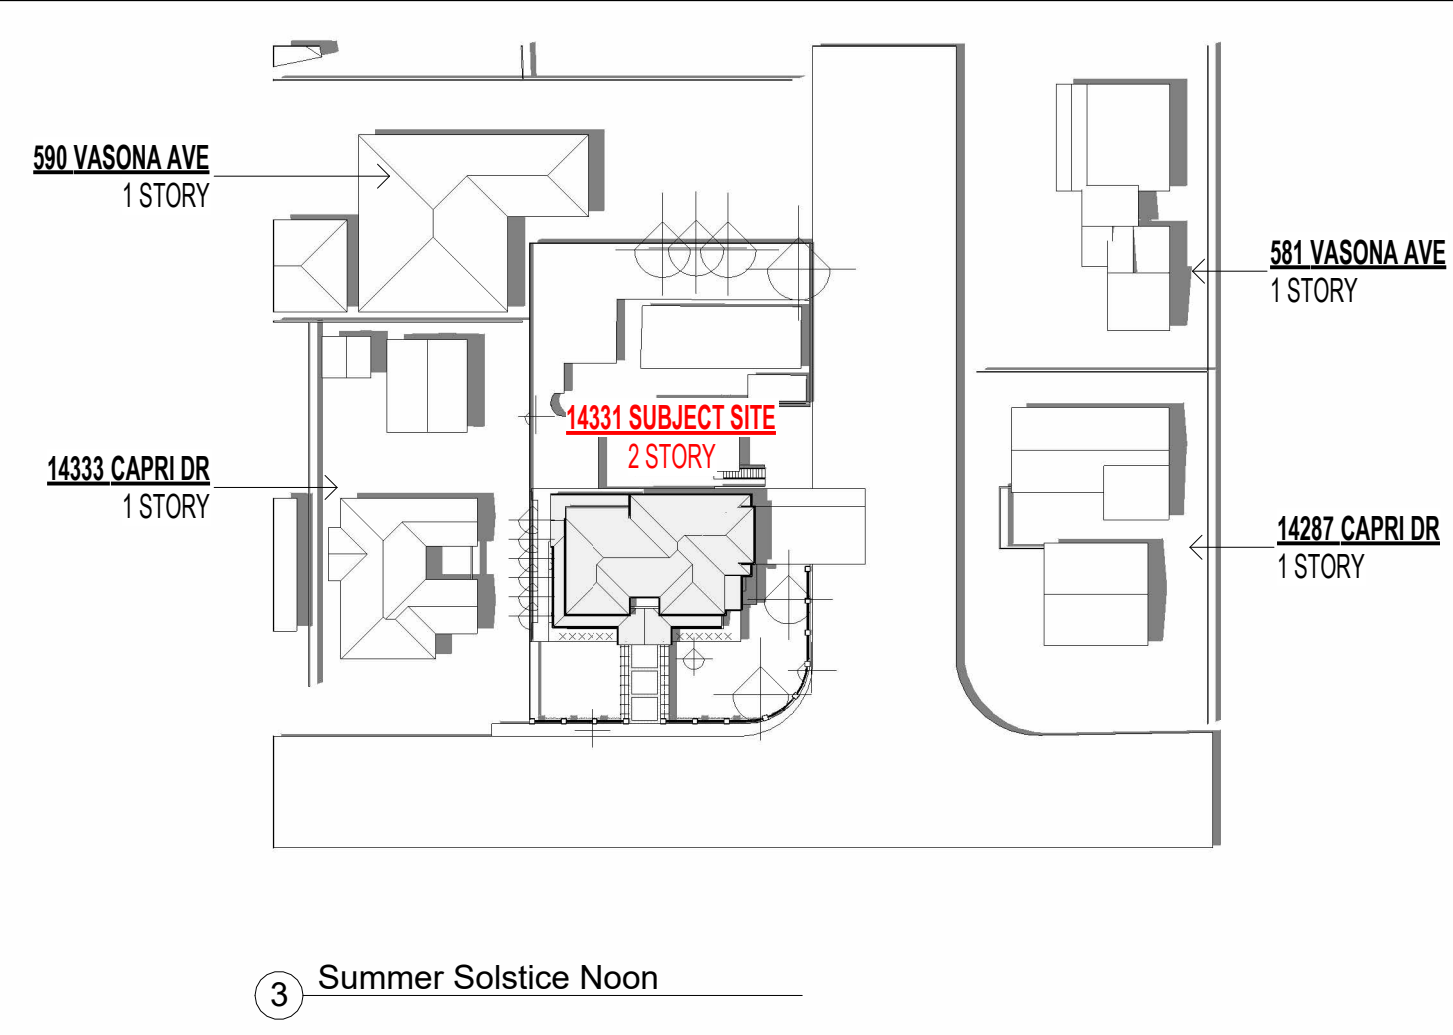 590 VASONA AVE
1 STORY
581 VASONA AVE
1 STORY
14331 SUBJECT SITE
2 STORY
14333 CAPRI DR
1 STORY
14287 CAPRI DR
1 STORY
3 Summer Solstice Noon